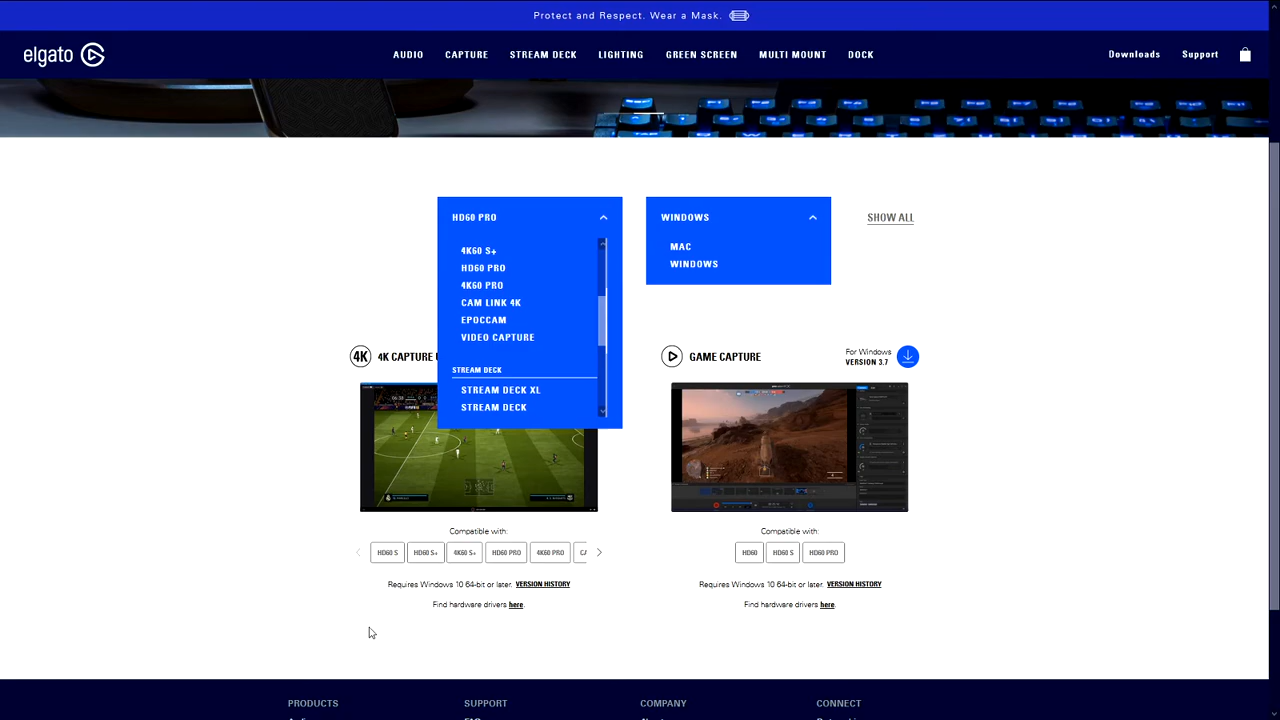 Protect and Respect. Wear a Mask.
elgato
AUDIO CAPTURE STREAM DECK LIGHTING GREEN SCREEN MULTI MOUNT DOCK
Downloads Support
HD60 PRO
WINDOWS
SHOW ALL
4K60 S+
HD60 PRO
4K60 PRO
CAM LINK 4K
EPOCCAM
VIDEO CAPTURE
STREAM DECK
STREAM DECK XL
STREAM DECK
MAC
WINDOWS
4K 4K CAPTURE
GAME CAPTURE
For Windows
VERSION 3.7
Compatible with:
HD60 S HD60 S+ 4K60 S+ HD60 PRO 4K60 PRO
Requires Windows 10 64-bit or later. VERSION HISTORY
Find hardware drivers here.
Compatible with:
HD60 HD60 S HD60 PRO
Requires Windows 10 64-bit or later. VERSION HISTORY
Find hardware drivers here.
PRODUCTS SUPPORT COMPANY CONNECT